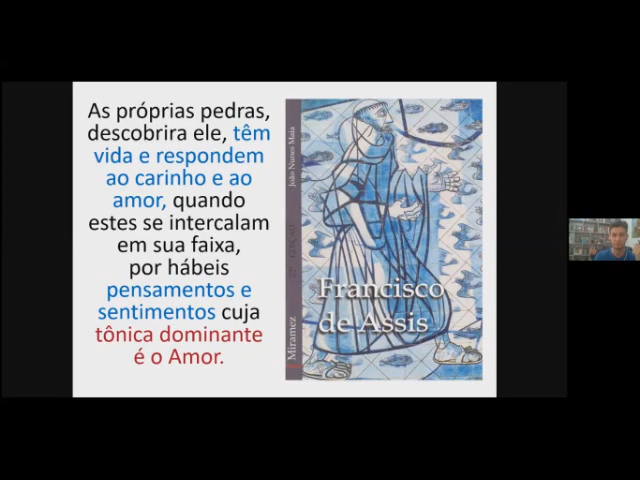 As próprias pedras,
descobrira ele, têm
vida e respondem
ao carinho e ao
amor, quando
estes se intercalam
em sua faixa,
por hábeis
pensamentos e
sentimentos cuja
tônica dominante
é o Amor.
João Nunes Maia
Miramez
Francisco
de Assis